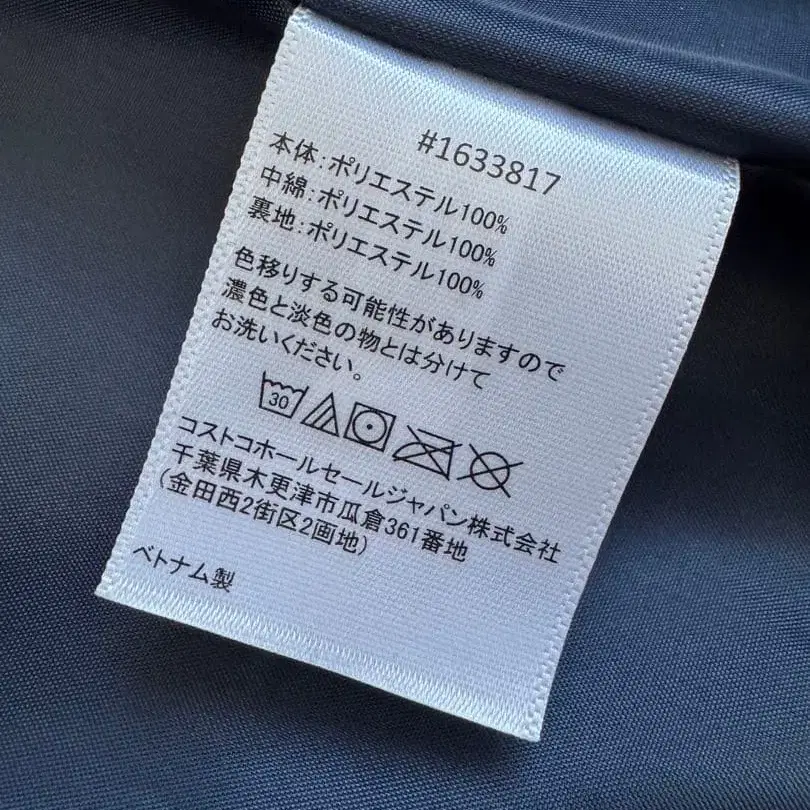 #1633817
本体:ポリエステル100%
中綿:ポリエステル100%
裏地:ポリエステル100%
色移りする可能性がありますので
濃色と淡色の物とは分けて
お洗いください。
30
コストコホールセールジャパン株式会社
千葉県木更津市瓜倉361番地
(金田西2街区2画地)
ベトナム製